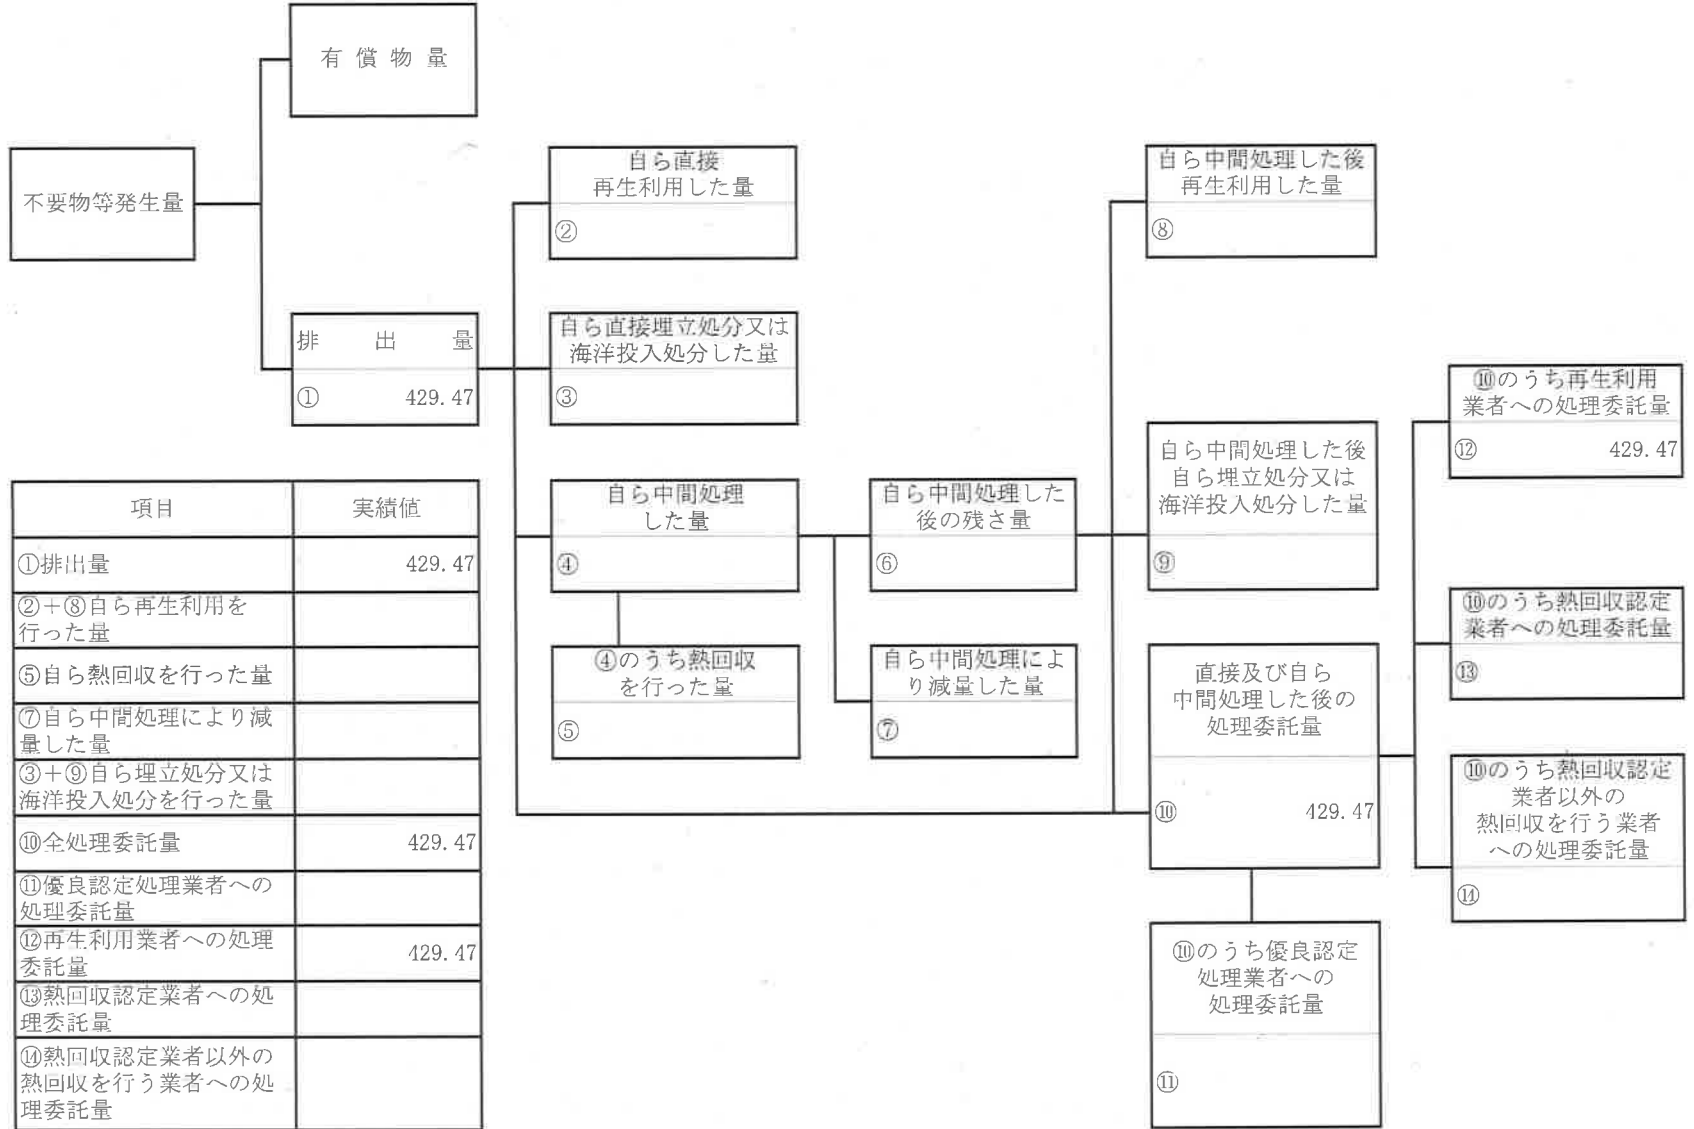 有償物量
不要物等発生量
排出量
① 429.47
自ら直接
再生利用した量
②
自ら直接埋立処分又は
海洋投入処分した量
③
自ら中間処理
した量
④
④のうち熱回収
を行った量
⑤
自ら中間処理した
後の残さ量
⑥
自ら中間処理によ
り減量した量
⑦
自ら中間処理した後
再生利用した量
⑧
自ら中間処理した後
自ら埋立処分又は
海洋投入処分した量
⑨
直接及び自ら
中間処理した後の
処理委託量
⑩ 429.47
⑩のうち優良認定
処理業者への
処理委託量
⑪
⑩のうち再生利用
業者への処理委託量
⑫ 429.47
⑩のうち熱回収認定
業者への処理委託量
⑬
⑩のうち熱回収認定
業者以外の
熱回収を行う業者
への処理委託量
⑭
項目 実績値
①排出量 429.47
②+⑧自ら再生利用を
行った量
⑤自ら熱回収を行った量
⑦自ら中間処理により減
量した量
③+⑨自ら埋立処分又は
海洋投入処分を行った量
⑩全処理委託量 429.47
⑪優良認定処理業者への
処理委託量
⑫再生利用業者への処理
委託量 429.47
⑬熱回収認定業者への処
理委託量
⑭熱回収認定業者以外の
熱回収を行う業者への処
理委託量